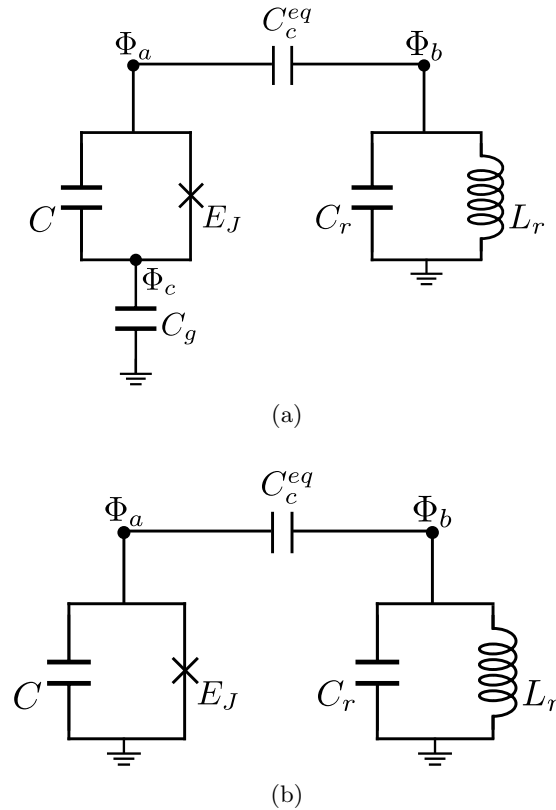 C_c^{eq}
Φ_a Φ_b
C E_J C_r L_r
Φ_c
C_g
(a)
C_c^{eq}
Φ_a Φ_b
C E_J C_r L_r
(b)